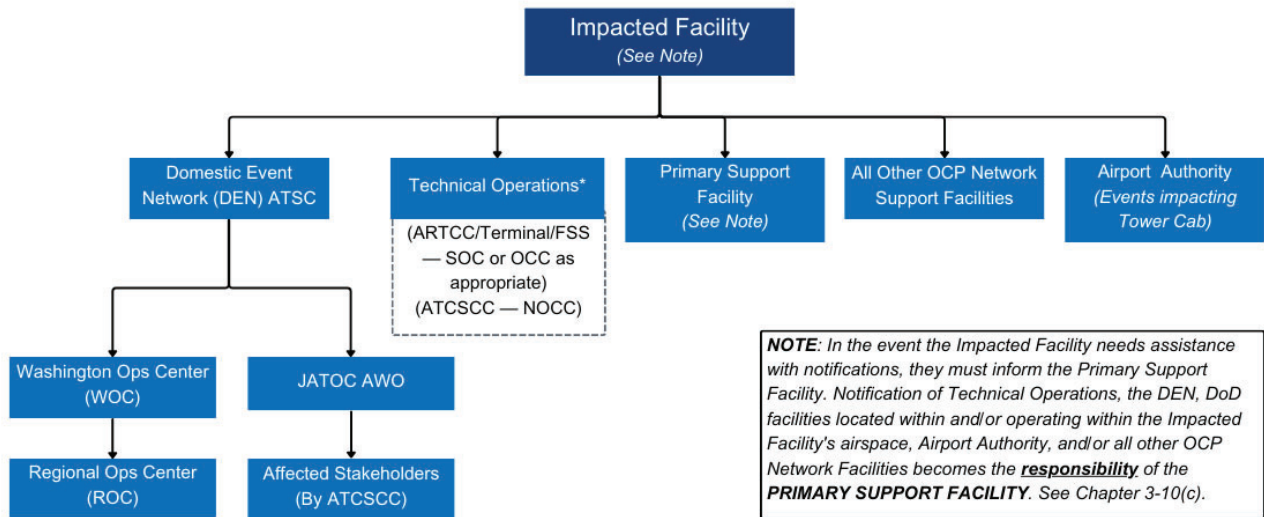 Impacted Facility
(See Note)
Domestic Event
Network (DEN) ATSC
Technical Operations*
(ARTCC/Terminal/FSS
— SOC or OCC as
appropriate)
(ATCSCC — NOCC)
Primary Support
Facility
(See Note)
All Other OCP Network
Support Facilities
Airport Authority
(Events impacting
Tower Cab)
Washington Ops Center
(WOC)
JATOC AWO
Regional Ops Center
(ROC)
Affected Stakeholders
(By ATCSCC)
NOTE: In the event the Impacted Facility needs assistance
with notifications, they must inform the Primary Support
Facility. Notification of Technical Operations, the DEN, DoD
facilities located within and/or operating within the Impacted
Facility's airspace, Airport Authority, and/or all other OCP
Network Facilities becomes the responsibility of the
PRIMARY SUPPORT FACILITY. See Chapter 3-10(c).